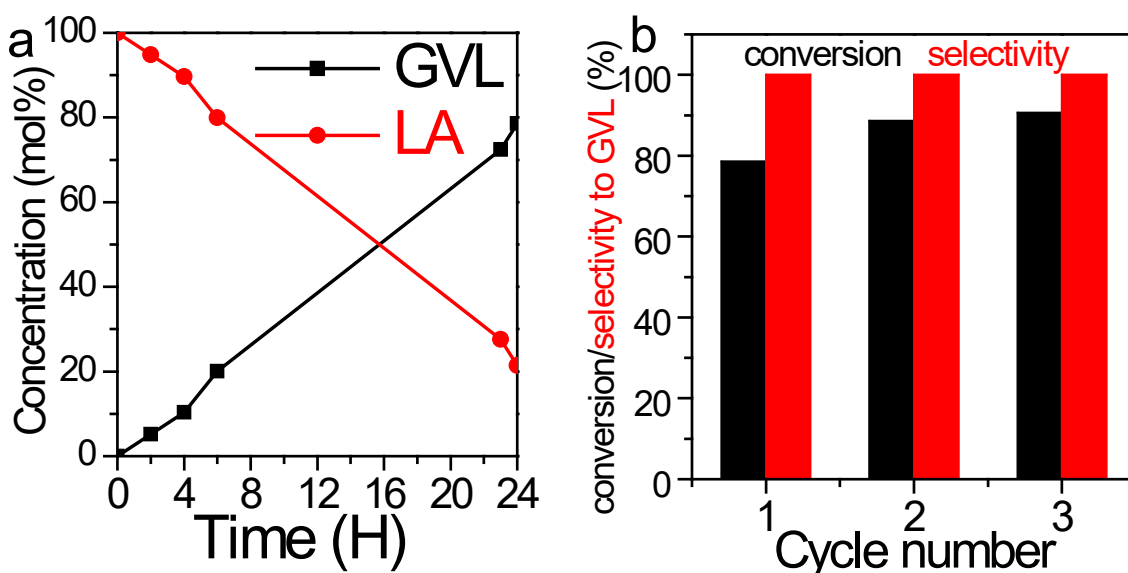 a
Concentration (mol%)
100
80
60
40
20
0
GVL
LA
0 4 8 12 16 20 24
Time (H)
b
conversion/selectivity to GVL (%)
conversion selectivity
100
80
60
40
20
0
1 2 3
Cycle number